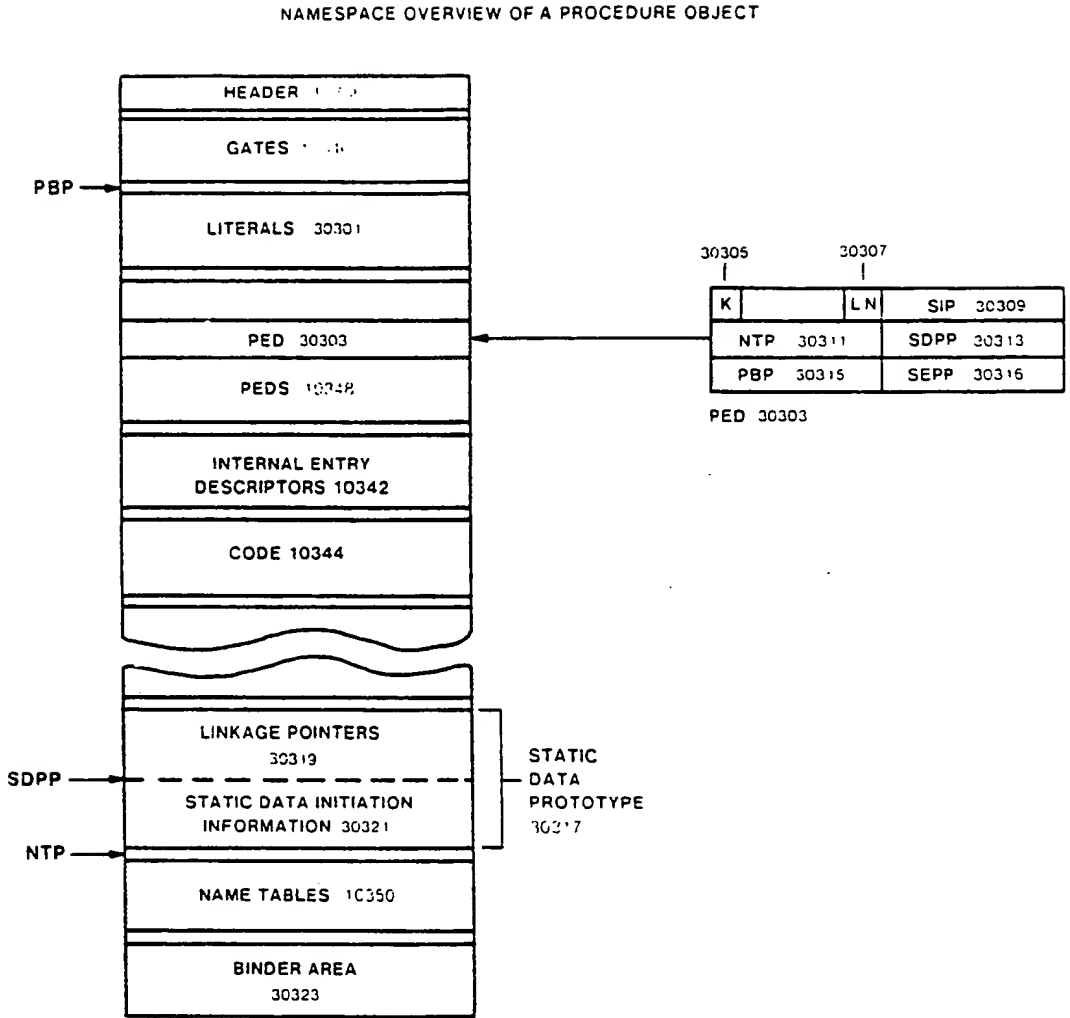 NAMESPACE OVERVIEW OF A PROCEDURE OBJECT
HEADER
GATES
PBP
LITERALS 30301
30305 30307
K LN SIP 30309
PED 30303
NTP 30311 SDPP 30313
PEDS 10348
PBP 30315 SEPP 30316
PED 30303
INTERNAL ENTRY
DESCRIPTORS 10342
CODE 10344
LINKAGE POINTERS
30319
SDPP
STATIC
DATA
PROTOTYPE
30317
STATIC DATA INITIATION
INFORMATION 30321
NTP
NAME TABLES 10350
BINDER AREA
30323